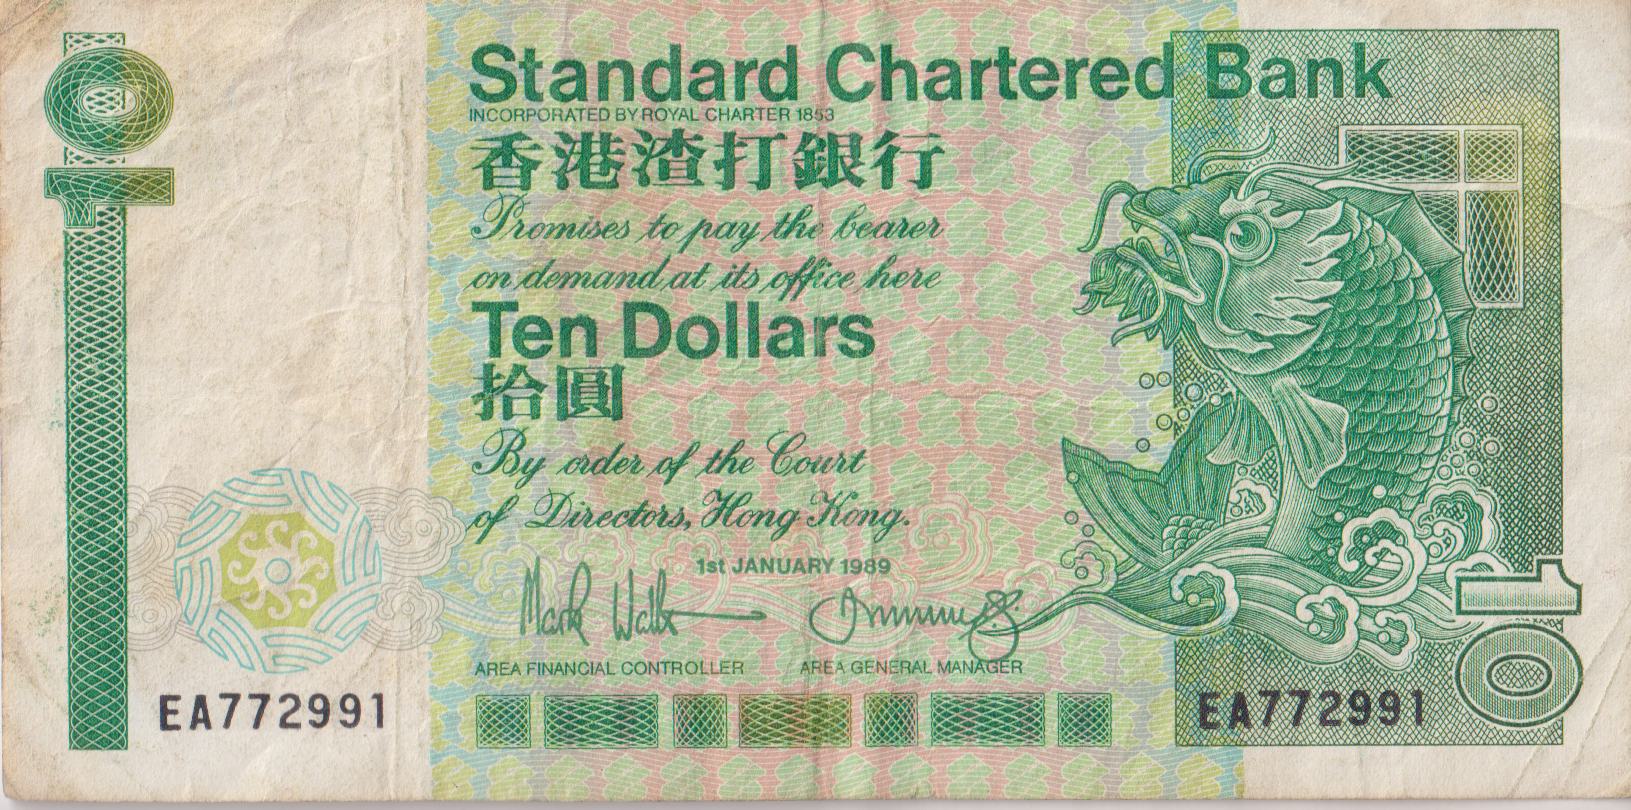 10
Standard Chartered Bank
INCORPORATED BY ROYAL CHARTER 1853
香港渣打銀行
Promises to pay the bearer
on demand at its office here
Ten Dollars
拾圓
By order of the Court
of Directors, Hong Kong.
1st JANUARY 1989
AREA FINANCIAL CONTROLLER AREA GENERAL MANAGER
EA772991 EA772991
10